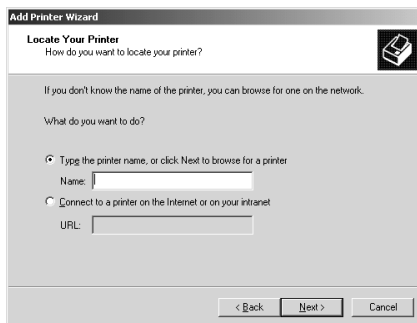 Add Printer Wizard
Locate Your Printer
How do you want to locate your printer?
If you don't know the name of the printer, you can browse for one on the network.
What do you want to do?
Type the printer name, or click Next to browse for a printer
Name:
Connect to a printer on the Internet or on your intranet
URL:
< Back Next > Cancel